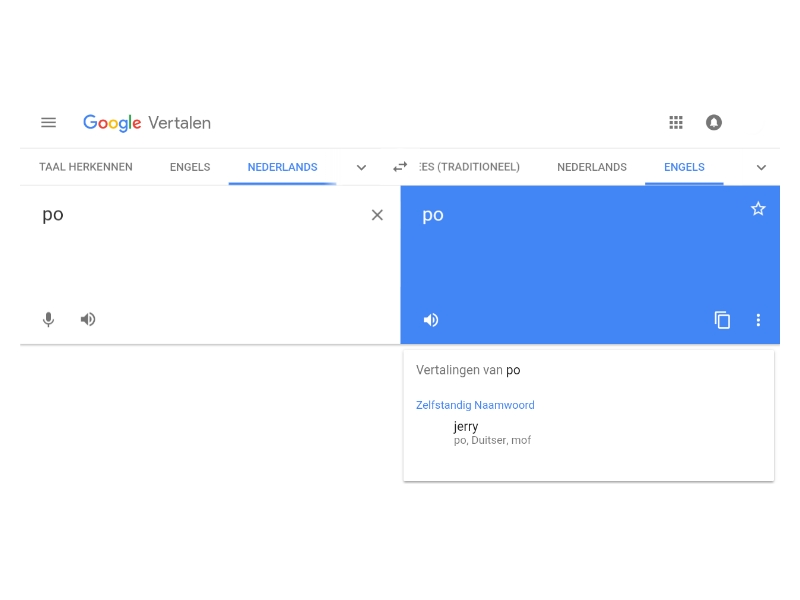 Google Vertalen
TAAL HERKENNEN ENGELS NEDERLANDS EES (TRADITIONEEL) NEDERLANDS ENGELS
po
po
Vertalingen van po
Zelfstandig Naamwoord
jerry
po, Duitser, mof